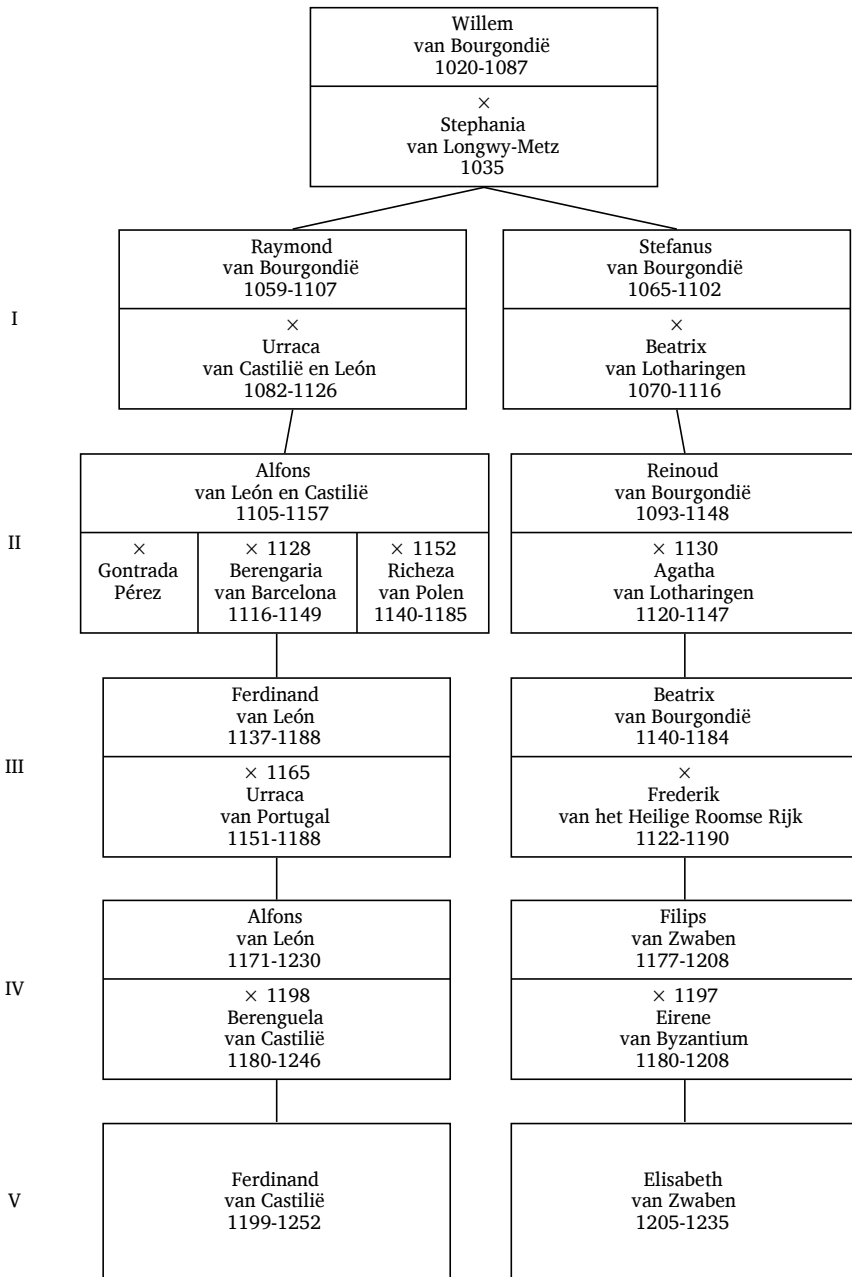 Willem
van Bourgondië
1020-1087
×
Stephania
van Longwy-Metz
1035
I
Raymond
van Bourgondië
1059-1107
×
Urraca
van Castilië en León
1082-1126
Stefanus
van Bourgondië
1065-1102
×
Beatrix
van Lotharingen
1070-1116
II
Alfons
van León en Castilië
1105-1157
×
Gontrada
Pérez
× 1128
Berengaria
van Barcelona
1116-1149
× 1152
Richeza
van Polen
1140-1185
Reinoud
van Bourgondië
1093-1148
× 1130
Agatha
van Lotharingen
1120-1147
III
Ferdinand
van León
1137-1188
× 1165
Urraca
van Portugal
1151-1188
Beatrix
van Bourgondië
1140-1184
×
Frederik
van het Heilige Roomse Rijk
1122-1190
IV
Alfons
van León
1171-1230
× 1198
Berenguela
van Castilië
1180-1246
Filips
van Zwaben
1177-1208
× 1197
Eirene
van Byzantium
1180-1208
V
Ferdinand
van Castilië
1199-1252
Elisabeth
van Zwaben
1205-1235